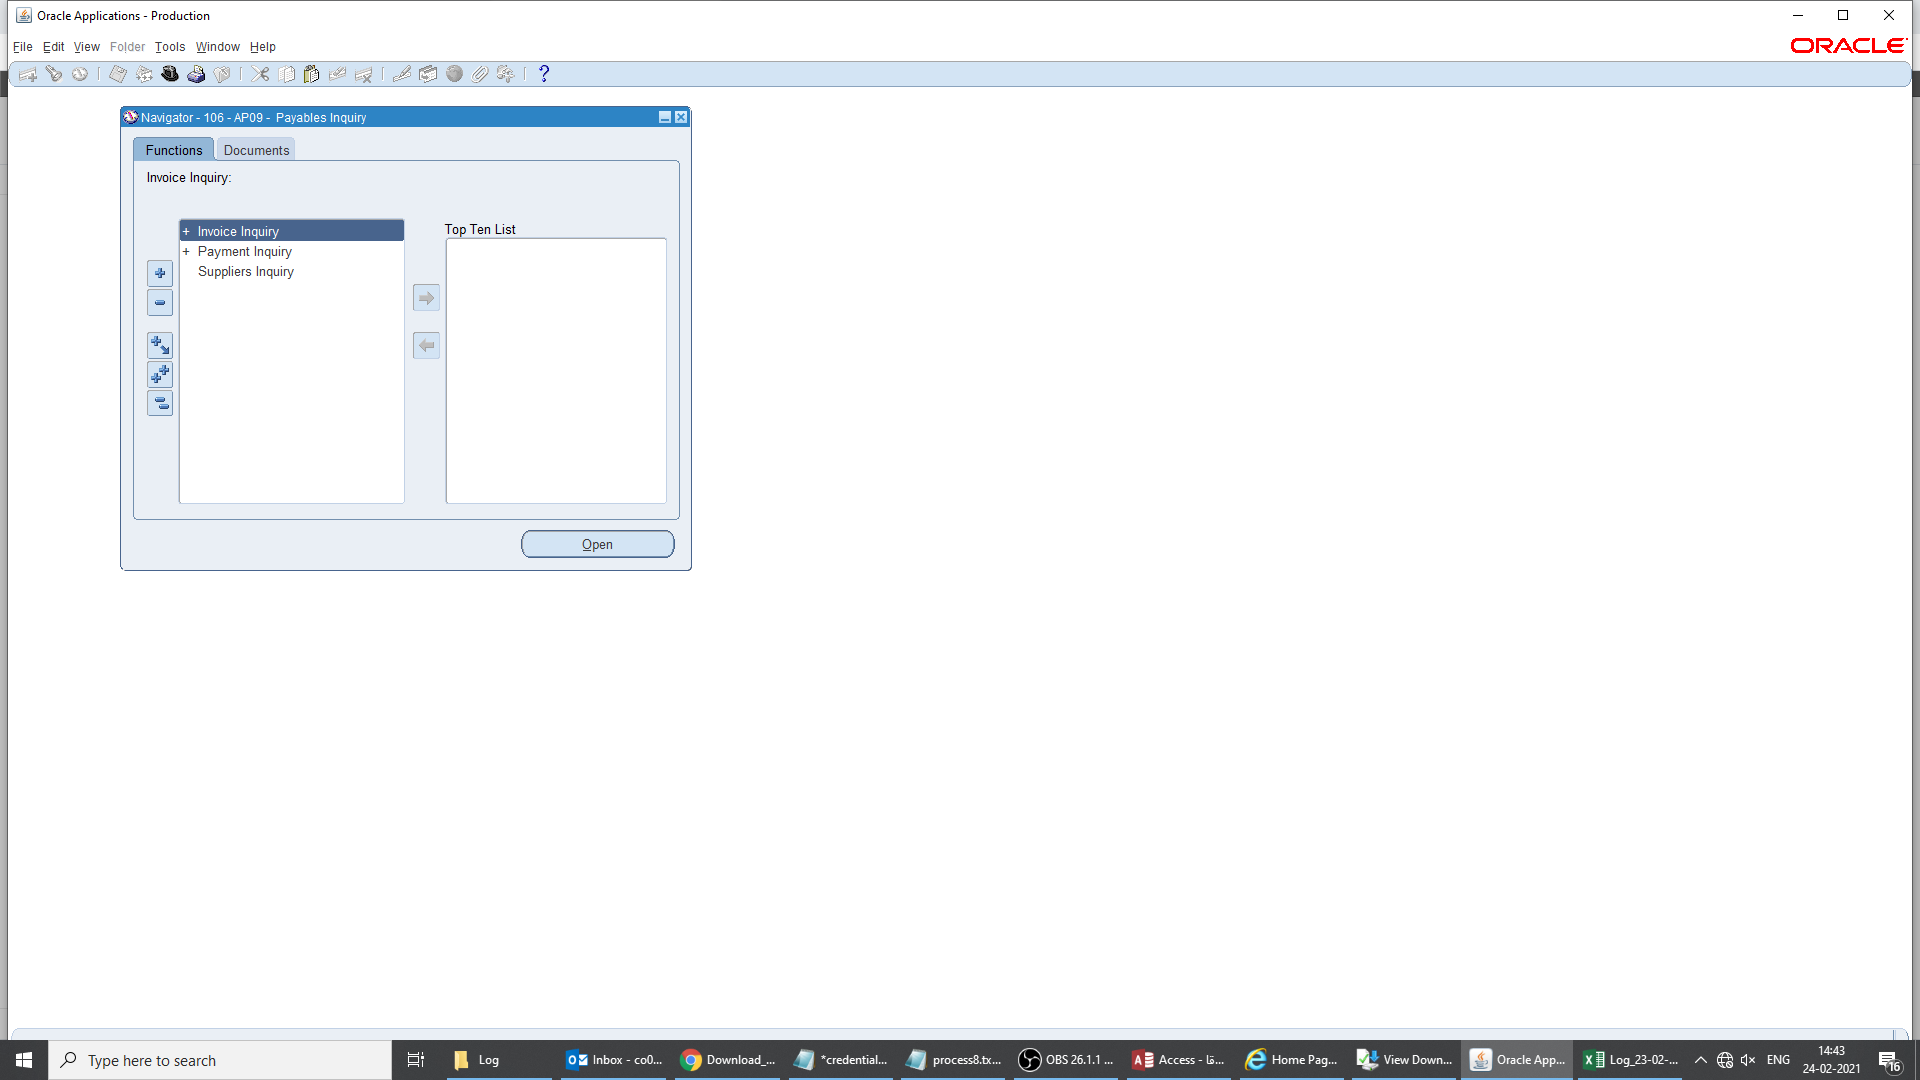 Oracle Applications - Production
File Edit View Folder Tools Window Help
ORACLE
Navigator - 106 - AP09 - Payables Inquiry
Functions Documents
Invoice Inquiry:
Top Ten List
+ Invoice Inquiry
+ Payment Inquiry
Suppliers Inquiry
Open
Type here to search
Log
Inbox - co0...
Download_...
*credential...
process8.tx...
OBS 26.1.1 ...
Access - قا...
Home Pag...
View Down...
Oracle App...
Log_23-02-...
ENG
14:43
24-02-2021
16